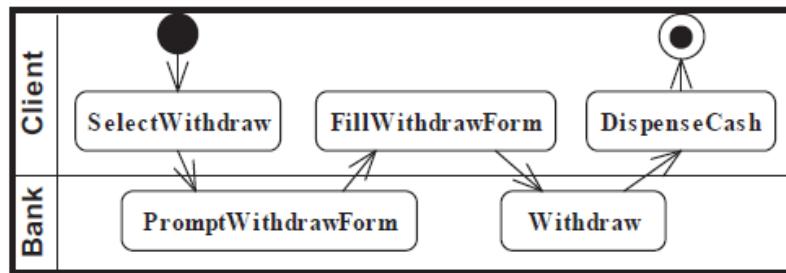 Client
SelectWithdraw
FillWithdrawForm
DispenseCash
Bank
PromptWithdrawForm
Withdraw